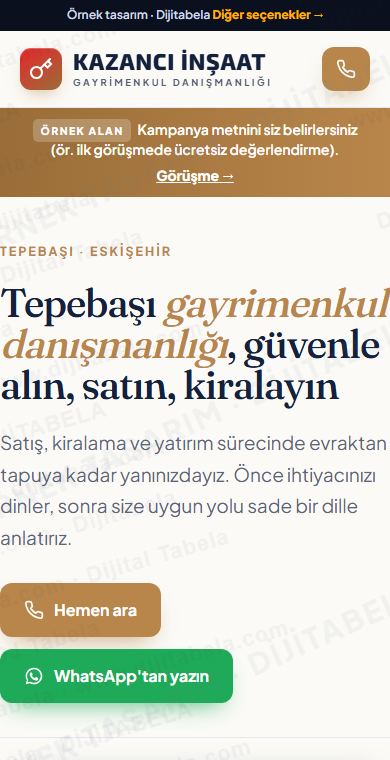 Örnek tasarım · Dijitabela Diğer seçenekler →
KAZANCI İNŞAAT
GAYRİMENKUL DANIŞMANLIĞI
ÖRNEK ALAN Kampanya metnini siz belirlersiniz
(ör. ilk görüşmede ücretsiz değerlendirme).
Görüşme →
TEPEBAŞI · ESKİŞEHİR
Tepebaşı gayrimenkul
danışmanlığı, güvenle
alın, satın, kiralayın
Satış, kiralama ve yatırım sürecinde evraktan
tapuya kadar yanınızdayız. Önce ihtiyacınızı
dinler, sonra size uygun yolu sade bir dille
anlatırız.
Hemen ara
WhatsApp'tan yazın